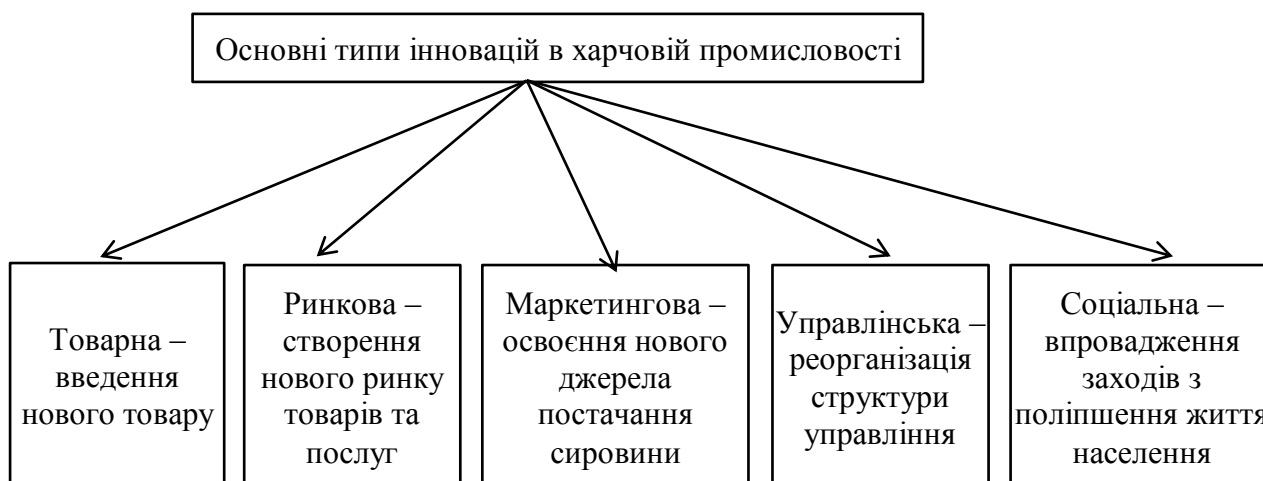 Основні типи інновацій в харчовій промисловості
Товарна –
введення
нового товару
Ринкова –
створення
нового ринку
товарів та
послуг
Маркетингова –
освоєння нового
джерела
постачання
сировини
Управлінська –
реорганізація
структури
управління
Соціальна –
впровадження
заходів з
поліпшення життя
населення